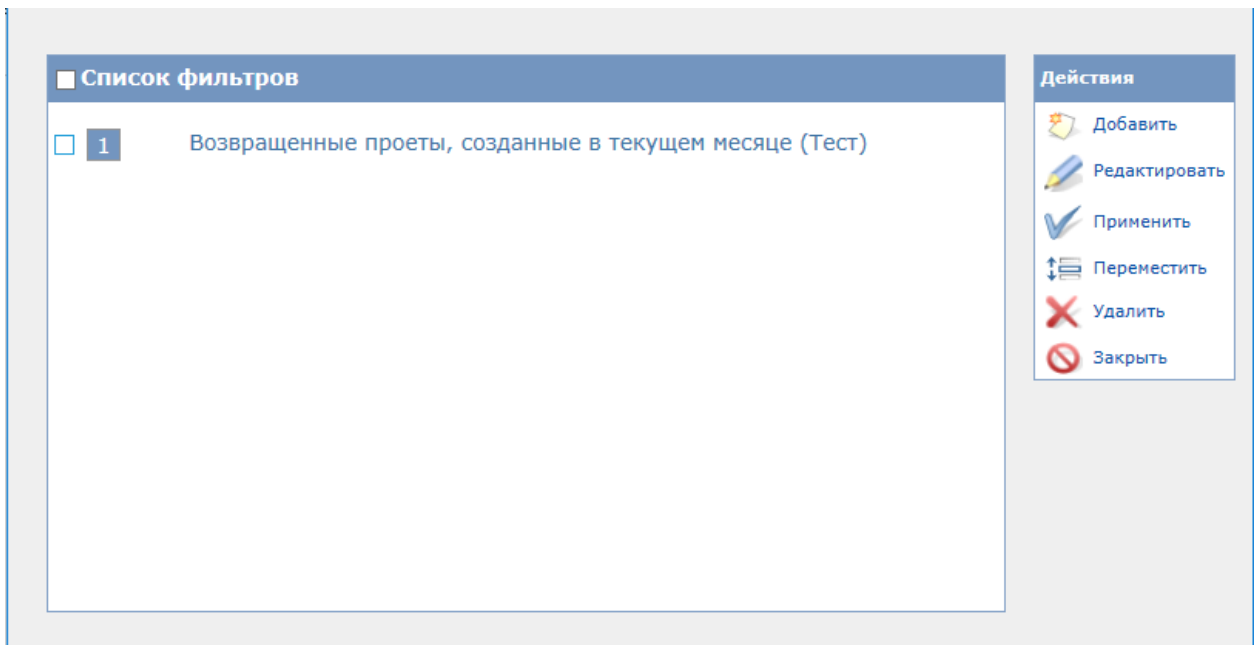 Список фильтров
1 Возвращенные проеты, созданные в текущем месяце (Тест)
Действия
Добавить
Редактировать
Применить
Переместить
Удалить
Закрыть